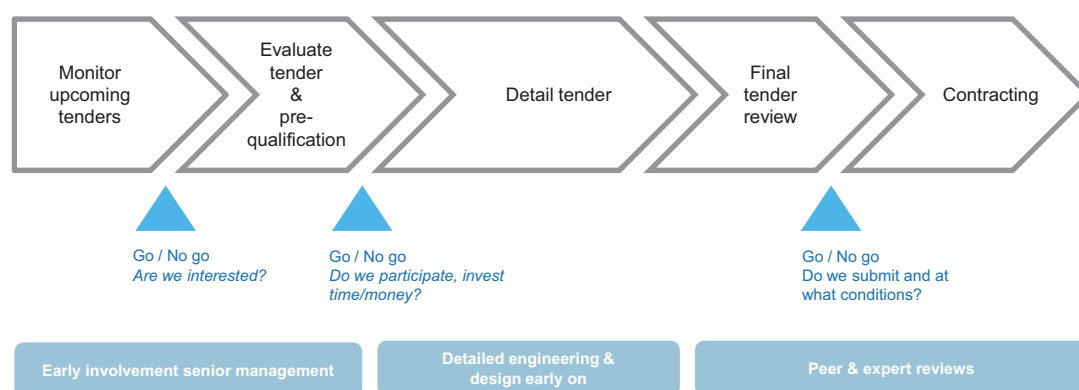 Monitor
upcoming
tenders
Evaluate
tender
&
pre-
qualification
Detail tender
Final
tender
review
Contracting
Go / No go
Are we interested?
Go / No go
Do we participate, invest
time/money?
Go / No go
Do we submit and at
what conditions?
Early involvement senior management
Detailed engineering &
design early on
Peer & expert reviews